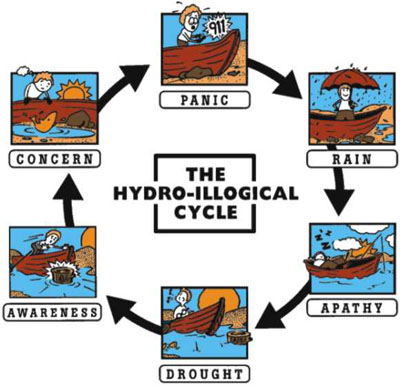 911
PANIC
RAIN
APATHY
DROUGHT
AWARENESS
CONCERN
THE
HYDRO-ILLOGICAL
CYCLE